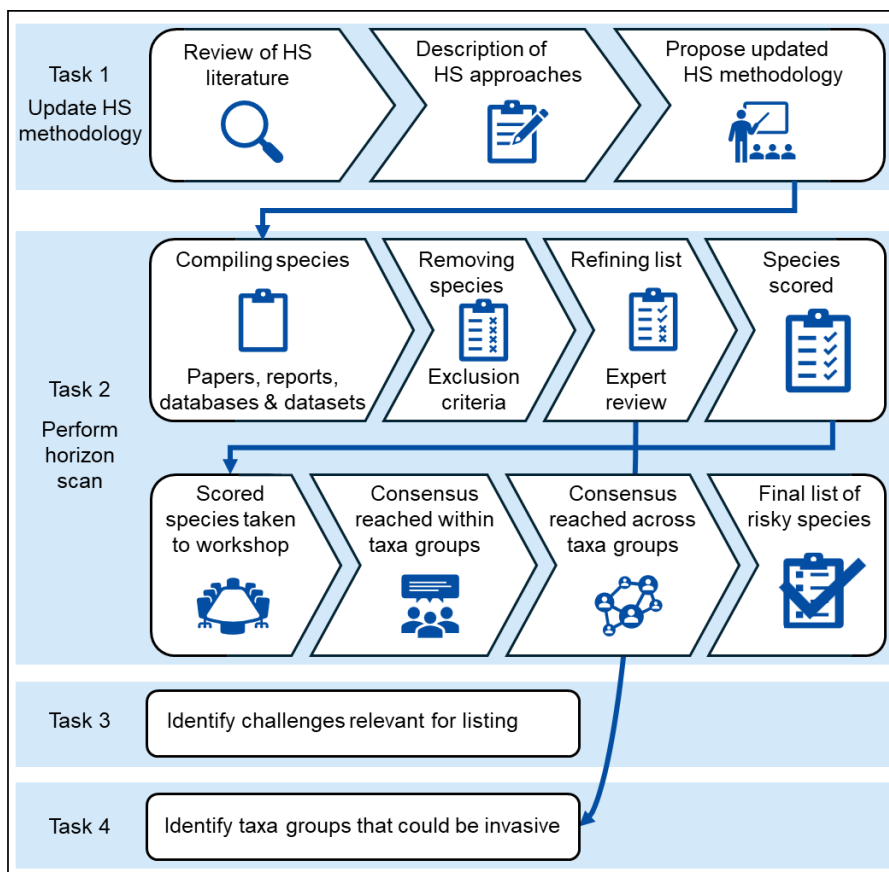 Task 1
Update HS
methodology
Review of HS
literature
Description of
HS approaches
Propose updated
HS methodology
Task 2
Perform
horizon
scan
Compiling species
Papers, reports,
databases & datasets
Removing
species
Exclusion
criteria
Refining list
Expert
review
Species
scored
Scored
species taken
to workshop
Consensus
reached within
taxa groups
Consensus
reached across
taxa groups
Final list of
risky species
Task 3
Identify challenges relevant for listing
Task 4
Identify taxa groups that could be invasive